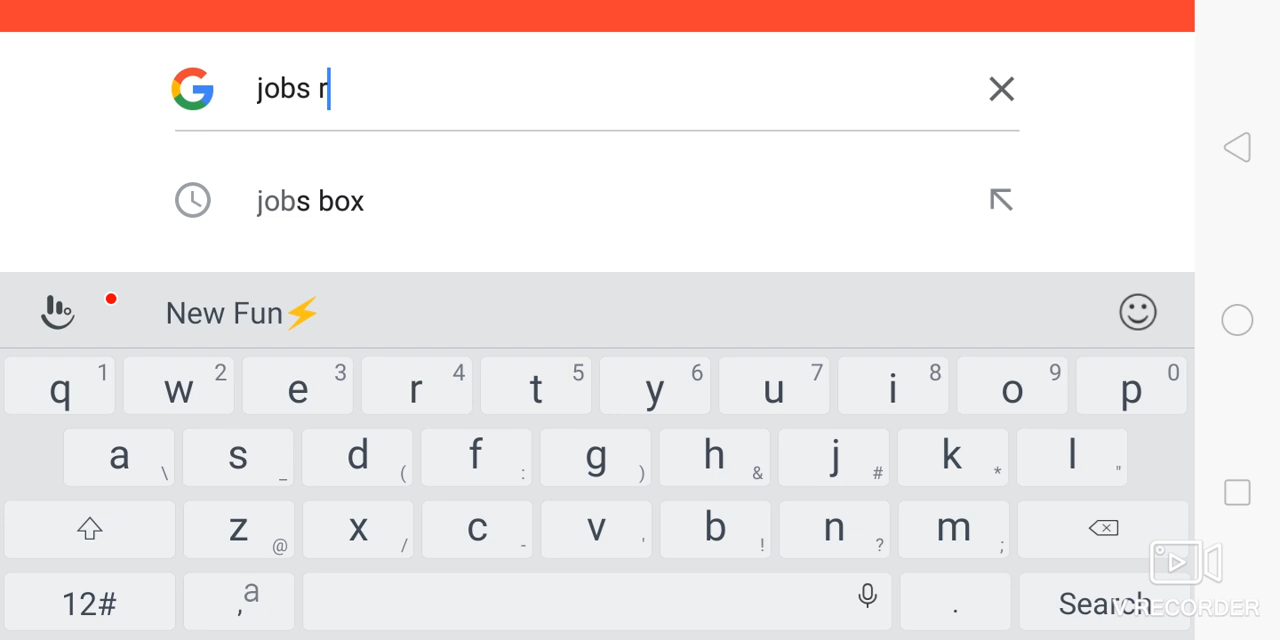 jobs r
jobs box
New Fun⚡
q 1 w 2 e 3 r 4 t 5 y 6 u 7 i 8 o 9 p 0
a \ s _ d ( f : g ) h & j # k * l "
z @ x / c - v ' b ! n ? m ;
12# , a . Search
V RECORDER